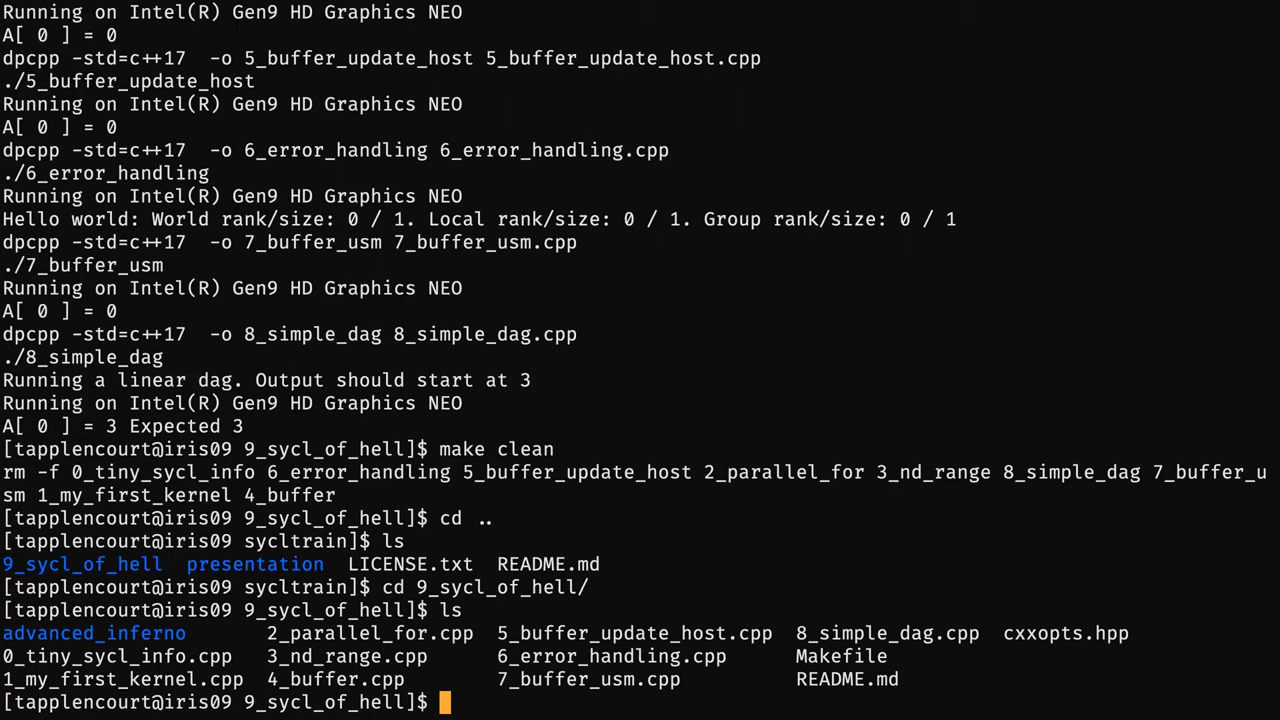 Running on Intel(R) Gen9 HD Graphics NEO
A[ 0 ] = 0
dpcpp -std=c++17  -o 5_buffer_update_host 5_buffer_update_host.cpp
./5_buffer_update_host
Running on Intel(R) Gen9 HD Graphics NEO
A[ 0 ] = 0
dpcpp -std=c++17  -o 6_error_handling 6_error_handling.cpp
./6_error_handling
Running on Intel(R) Gen9 HD Graphics NEO
Hello world: World rank/size: 0 / 1. Local rank/size: 0 / 1. Group rank/size: 0 / 1
dpcpp -std=c++17  -o 7_buffer_usm 7_buffer_usm.cpp
./7_buffer_usm
Running on Intel(R) Gen9 HD Graphics NEO
A[ 0 ] = 0
dpcpp -std=c++17  -o 8_simple_dag 8_simple_dag.cpp
./8_simple_dag
Running a linear dag. Output should start at 3
Running on Intel(R) Gen9 HD Graphics NEO
A[ 0 ] = 3 Expected 3
[tapplencourt@iris09 9_sycl_of_hell]$ make clean
rm -f 0_tiny_sycl_info 6_error_handling 5_buffer_update_host 2_parallel_for 3_nd_range 8_simple_dag 7_buffer_u
sm 1_my_first_kernel 4_buffer
[tapplencourt@iris09 9_sycl_of_hell]$ cd ..
[tapplencourt@iris09 sycltrain]$ ls
9_sycl_of_hell  presentation  LICENSE.txt  README.md
[tapplencourt@iris09 sycltrain]$ cd 9_sycl_of_hell/
[tapplencourt@iris09 9_sycl_of_hell]$ ls
advanced_inferno       2_parallel_for.cpp  5_buffer_update_host.cpp  8_simple_dag.cpp  cxxopts.hpp
0_tiny_sycl_info.cpp   3_nd_range.cpp      6_error_handling.cpp      Makefile
1_my_first_kernel.cpp  4_buffer.cpp        7_buffer_usm.cpp          README.md
[tapplencourt@iris09 9_sycl_of_hell]$